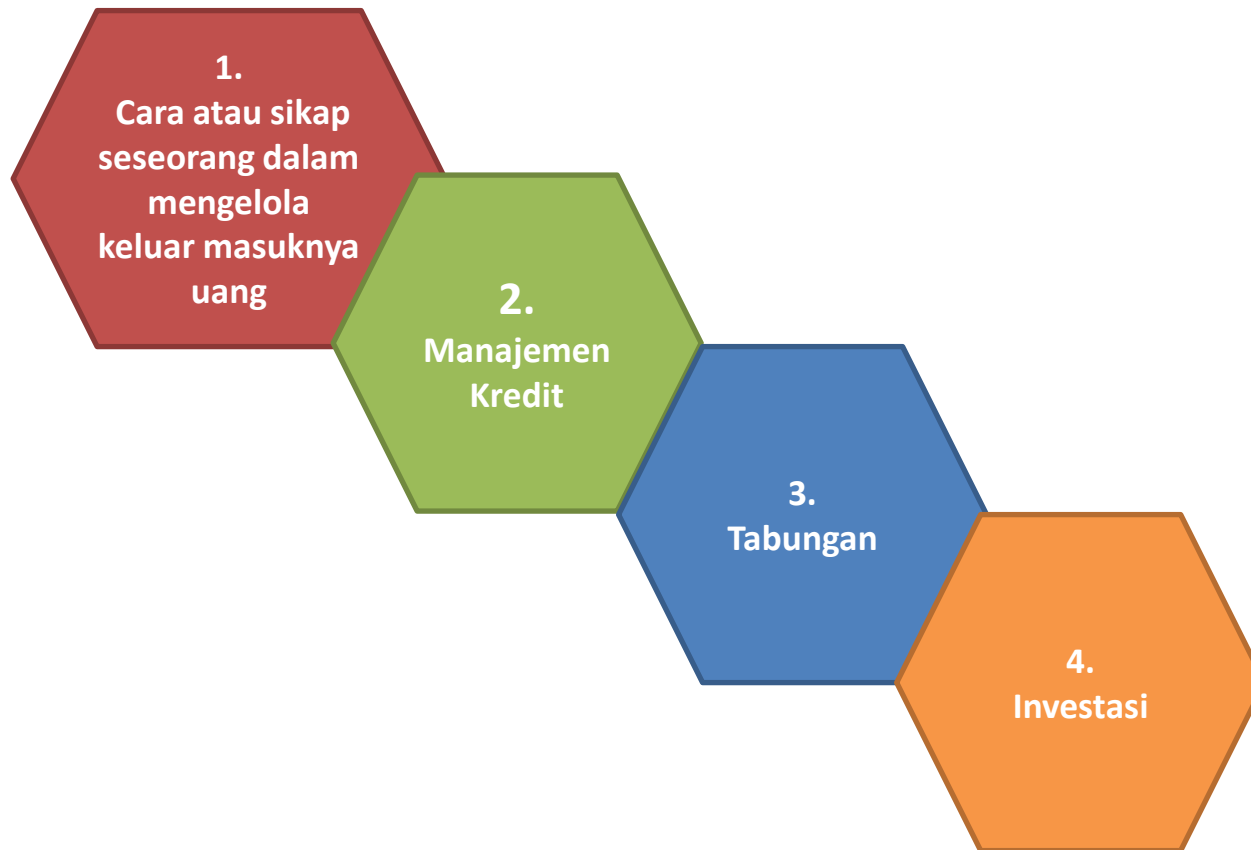 1.
Cara atau sikap
seseorang dalam
mengelola
keluar masuknya
uang
2.
Manajemen
Kredit
3.
Tabungan
4.
Investasi